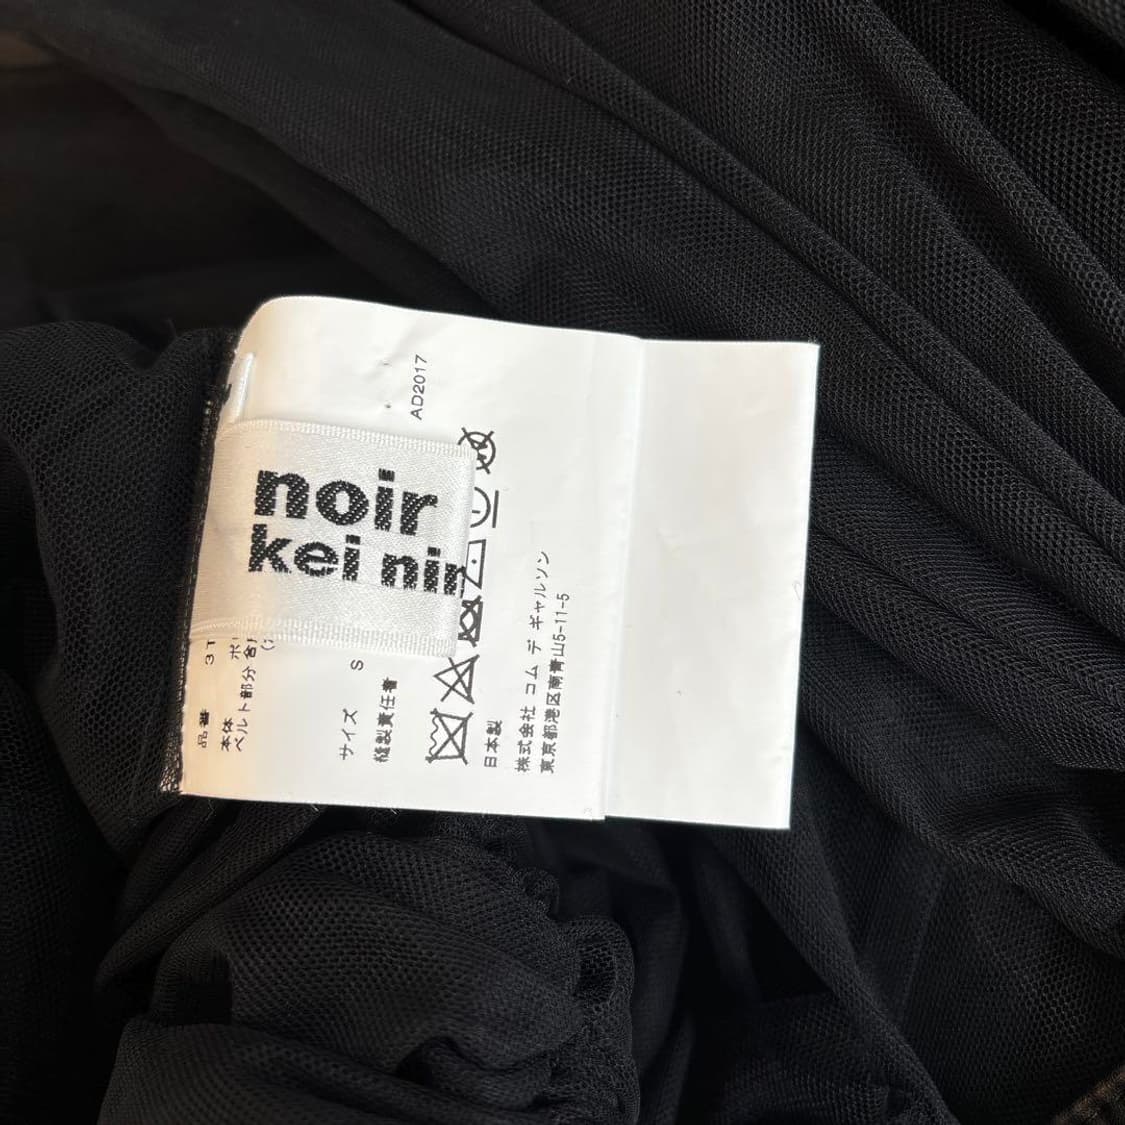 noir
kei nin
品番 3T
本体 ポ
ベルト部分
サイズ S
縫製責任者
AD2017
日本製
株式会社 コム デ ギャルソン
東京都港区南青山5-11-5